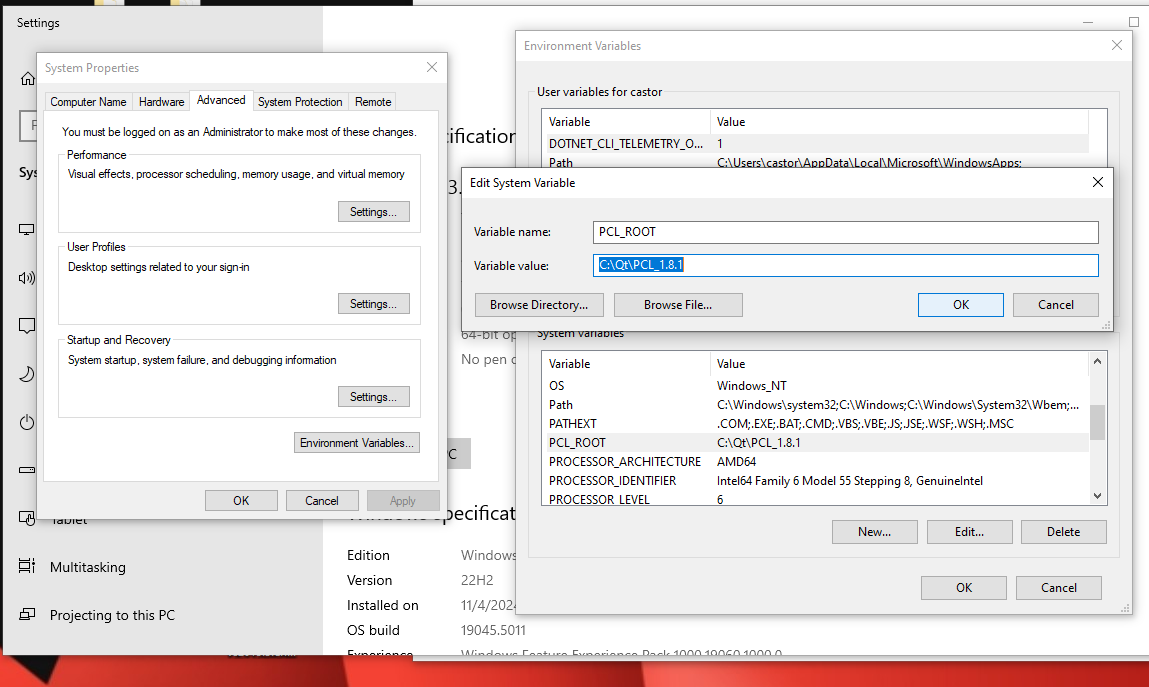 Settings
Sys
Tablet
Multitasking
Projecting to this PC
System Properties
Computer Name
Hardware
Advanced
System Protection
Remote
You must be logged on as an Administrator to make most of these changes.
Performance
Visual effects, processor scheduling, memory usage, and virtual memory
Settings...
User Profiles
Desktop settings related to your sign-in
Settings...
Startup and Recovery
System startup, system failure, and debugging information
Settings...
Environment Variables...
OK
Cancel
Apply
ecification
3.
64-bit op
No pen o
PC
Windows Specificat
Edition Windows
Version 22H2
Installed on 11/4/2024
OS build 19045.5011
Experience Windows Feature Experience Pack 1000.19060.1000.0
Environment Variables
User variables for castor
Variable Value
DOTNET_CLI_TELEMETRY_O... 1
Path C:\Users\castor\AppData\Local\Microsoft\WindowsApps;
Edit System Variable
Variable name: PCL_ROOT
Variable value: C:\Qt\PCL_1.8.1
Browse Directory...
Browse File...
OK
Cancel
System variables
Variable Value
OS Windows_NT
Path C:\Windows\system32;C:\Windows;C:\Windows\System32\Wbem;...
PATHEXT .COM;.EXE;.BAT;.CMD;.VBS;.VBE;.JS;.JSE;.WSF;.WSH;.MSC
PCL_ROOT C:\Qt\PCL_1.8.1
PROCESSOR_ARCHITECTURE AMD64
PROCESSOR_IDENTIFIER Intel64 Family 6 Model 55 Stepping 8, GenuineIntel
PROCESSOR_LEVEL 6
New...
Edit...
Delete
OK
Cancel